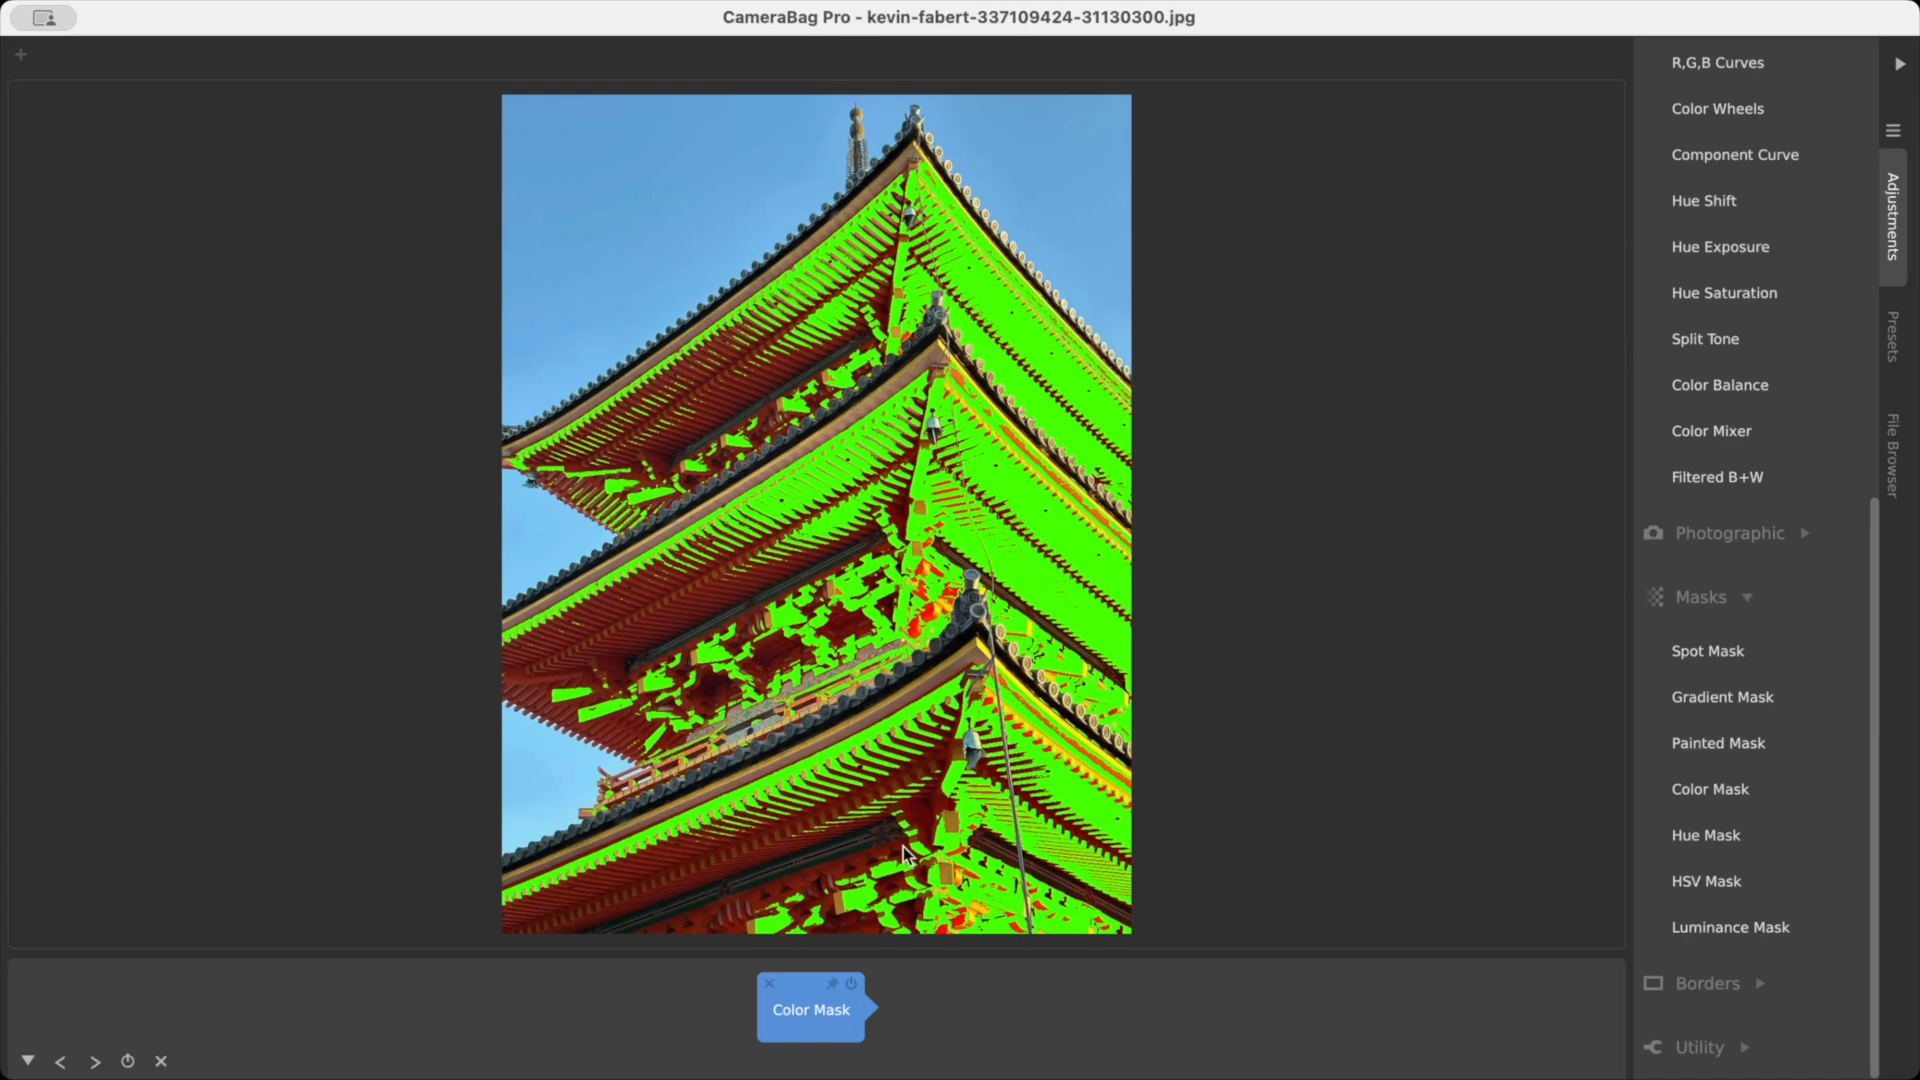 CameraBag Pro - kevin-fabert-337109424-31130300.jpg
R,G,B Curves
Color Wheels
Component Curve
Hue Shift
Hue Exposure
Hue Saturation
Split Tone
Color Balance
Color Mixer
Filtered B+W
Photographic
Masks
Spot Mask
Gradient Mask
Painted Mask
Color Mask
Hue Mask
HSV Mask
Luminance Mask
Borders
Utility
Adjustments
Presets
File Browser
Color Mask